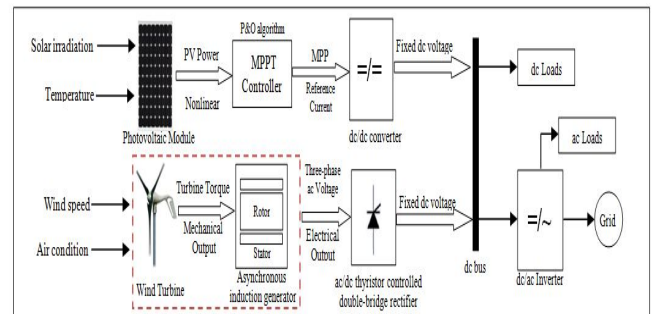 P&O algorithm
Solar irradiation
Temperature
Photovoltaic Module
PV Power
Nonlinear
MPPT
Controller
MPP
Reference
Current
=/=
dc/dc converter
Fixed dc voltage
dc Loads
ac Loads
Wind speed
Air condition
Wind Turbine
Turbine Torque
Mechanical
Output
Rotor
Stator
Asynchronous
induction generator
Three-phase
ac Voltage
Electrical
Output
ac/dc thyristor controlled
double-bridge rectifier
Fixed dc voltage
dc bus
=/~
dc/ac Inverter
Grid